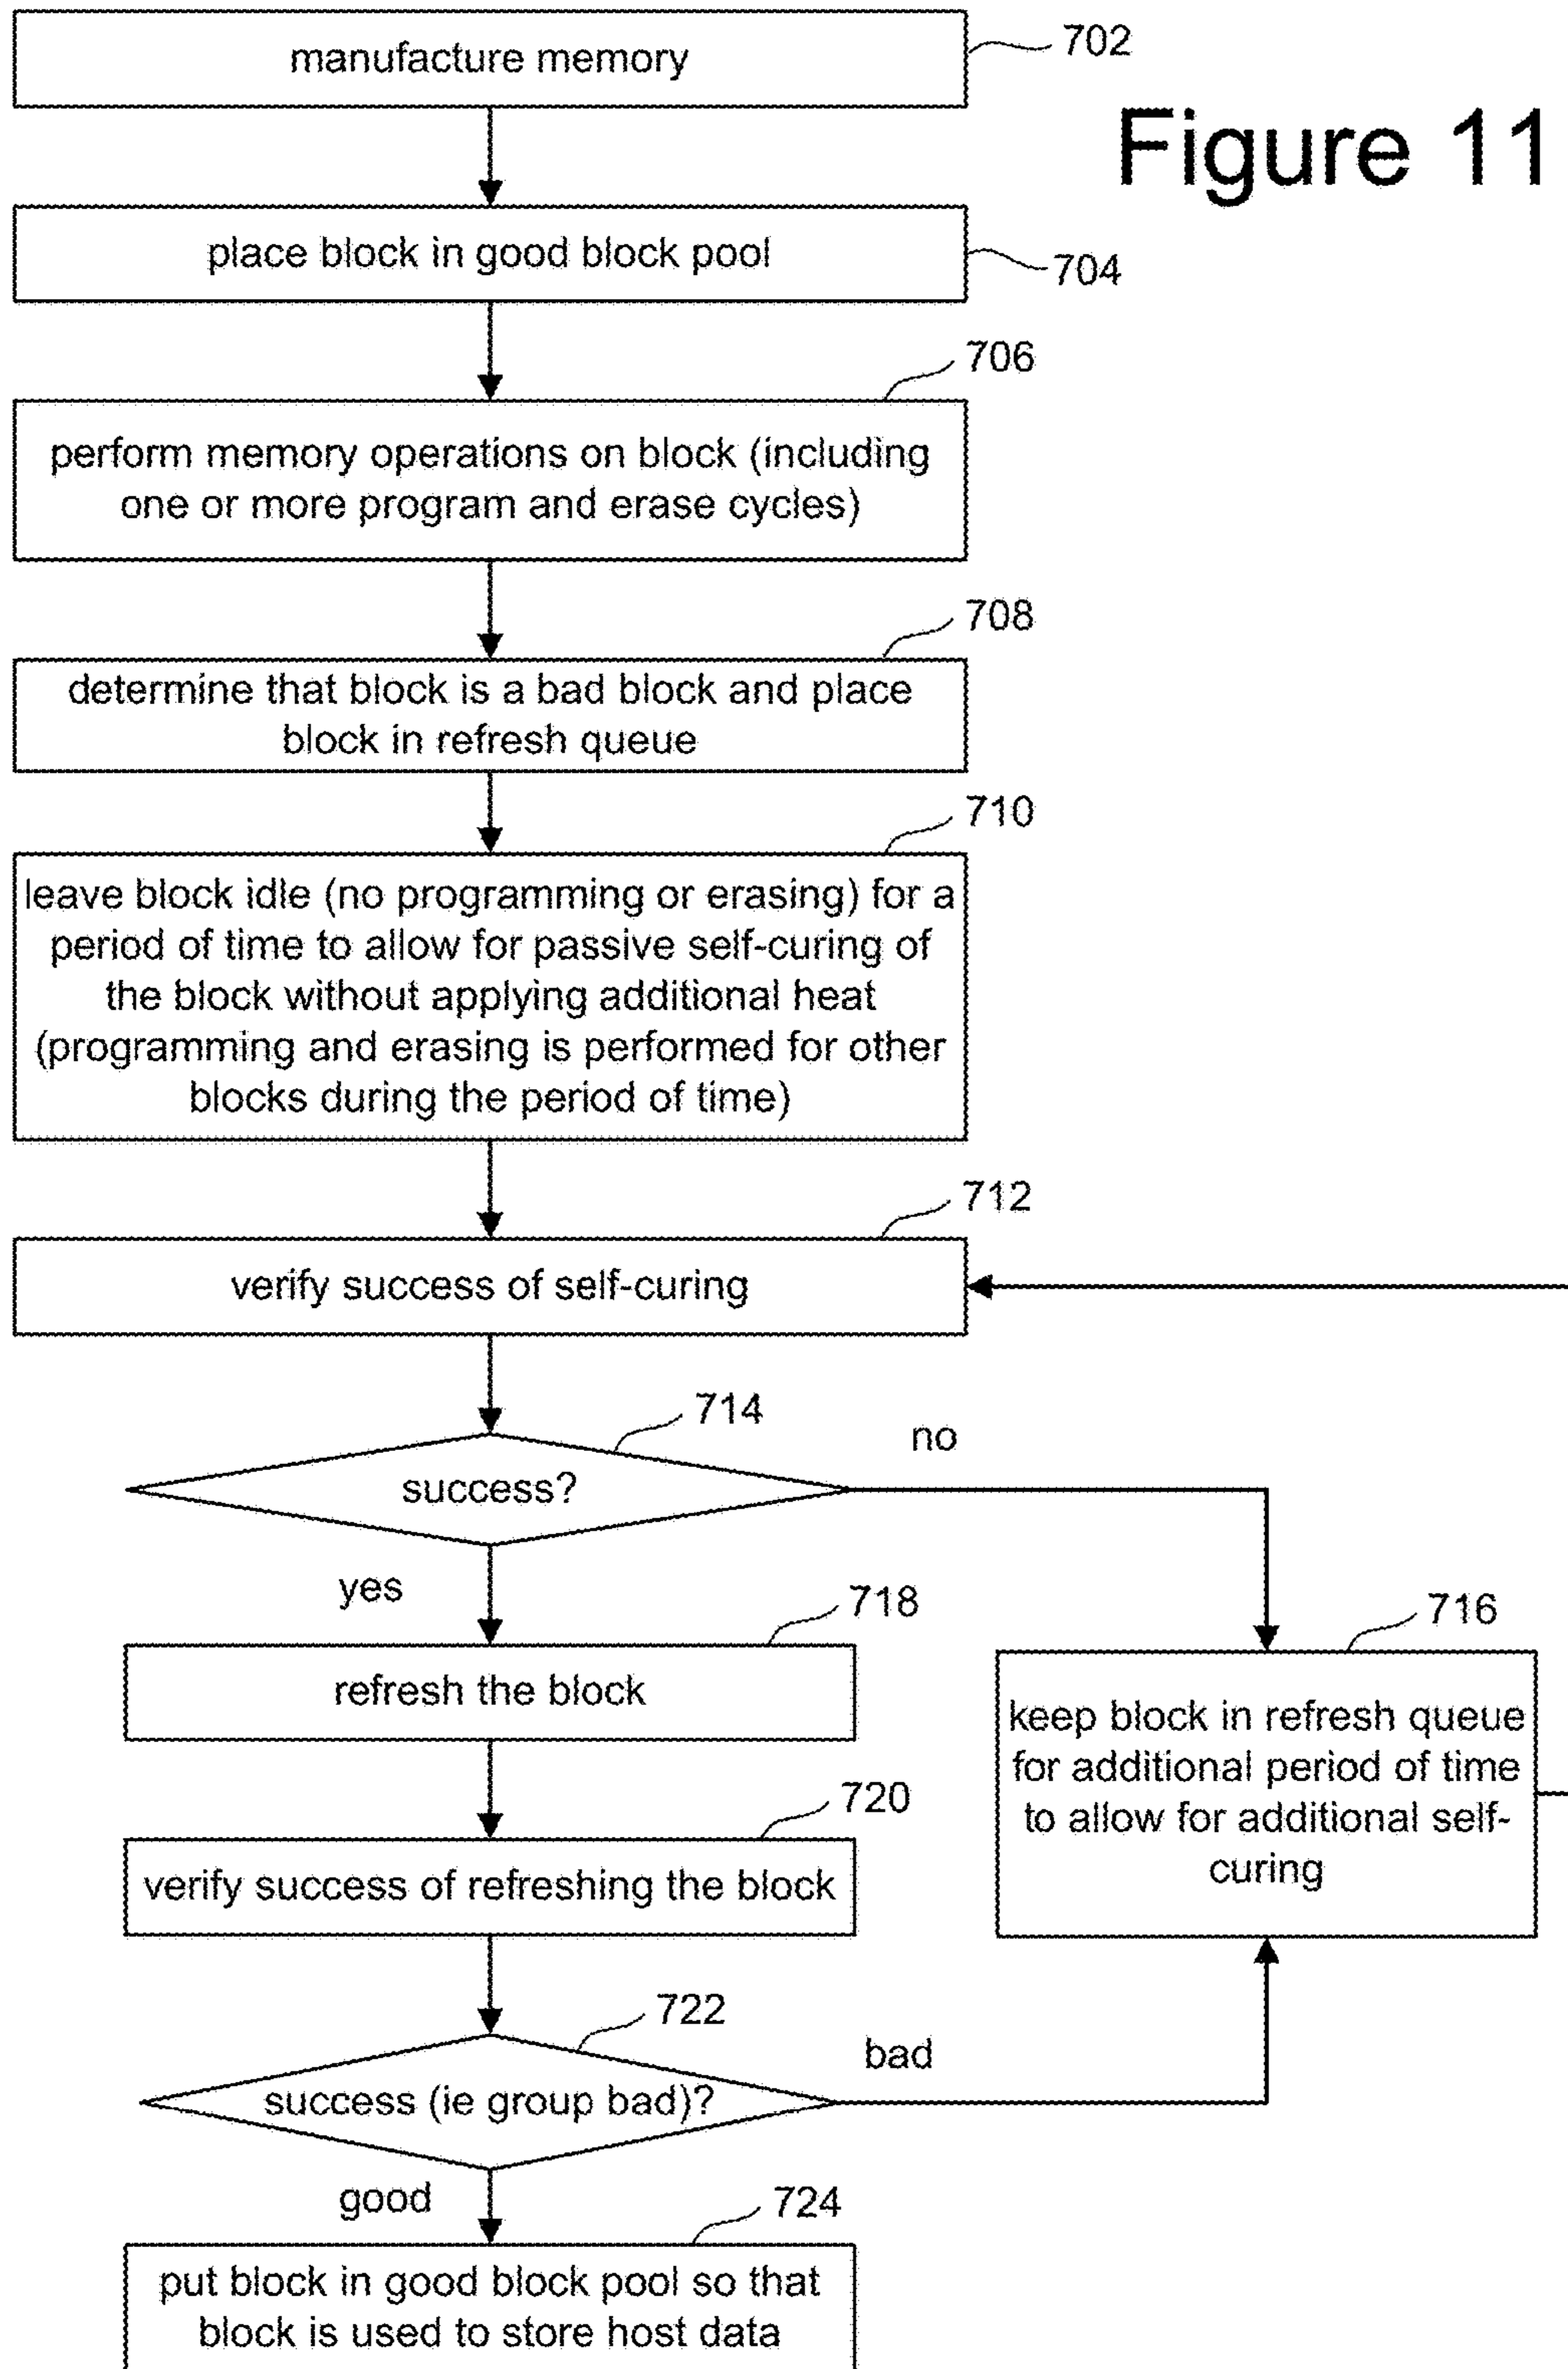 manufacture memory
702
Figure 11
place block in good block pool
704
706
perform memory operations on block (including
one or more program and erase cycles)
708
determine that block is a bad block and place
block in refresh queue
710
leave block idle (no programming or erasing) for a
period of time to allow for passive self-curing of
the block without applying additional heat
(programming and erasing is performed for other
blocks during the period of time)
712
verify success of self-curing
714
no
success?
yes
718
refresh the block
716
keep block in refresh queue
for additional period of time
to allow for additional self-
curing
720
verify success of refreshing the block
722
bad
success (ie group bad)?
good
724
put block in good block pool so that
block is used to store host data